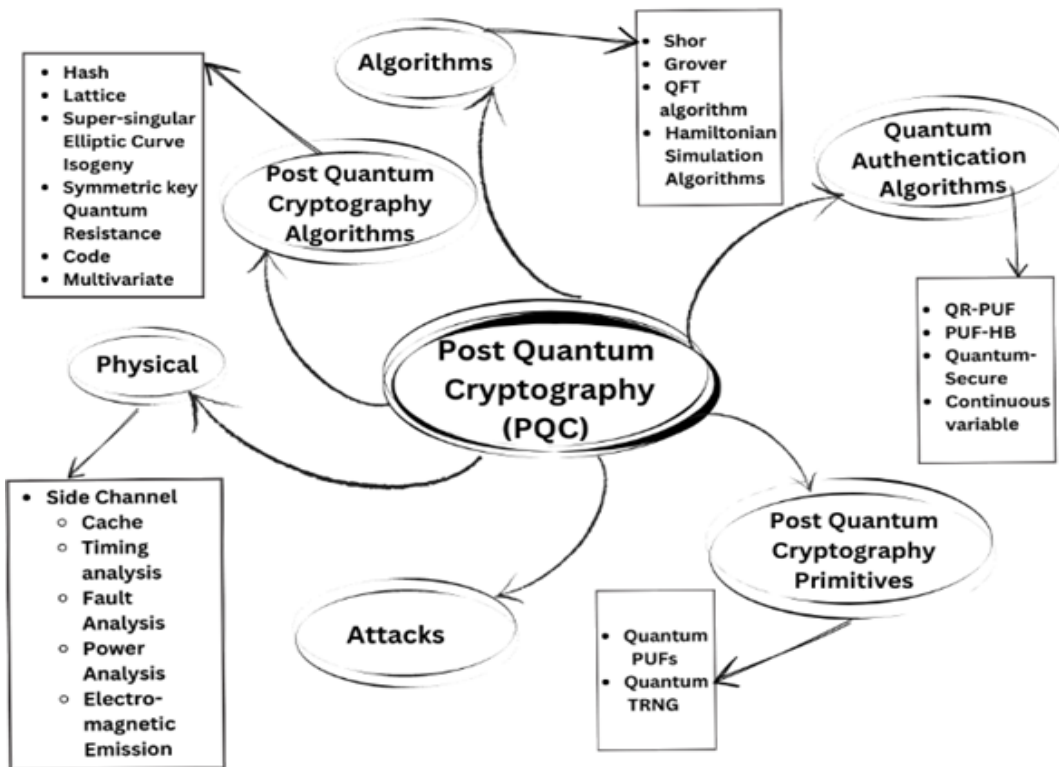 Algorithms
• Shor
• Grover
• QFT
algorithm
• Hamiltonian
Simulation
Algorithms
• Hash
• Lattice
• Super-singular
Elliptic Curve
Isogeny
• Symmetric key
Quantum
Resistance
• Code
• Multivariate
Post Quantum
Cryptography
Algorithms
Quantum
Authentication
Algorithms
• QR-PUF
• PUF-HB
• Quantum-
Secure
• Continuous
variable
Physical
Post Quantum
Cryptography
(PQC)
• Side Channel
○ Cache
○ Timing
analysis
○ Fault
Analysis
○ Power
Analysis
○ Electro-
magnetic
Emission
Attacks
Post Quantum
Cryptography
Primitives
• Quantum
PUFs
• Quantum
TRNG